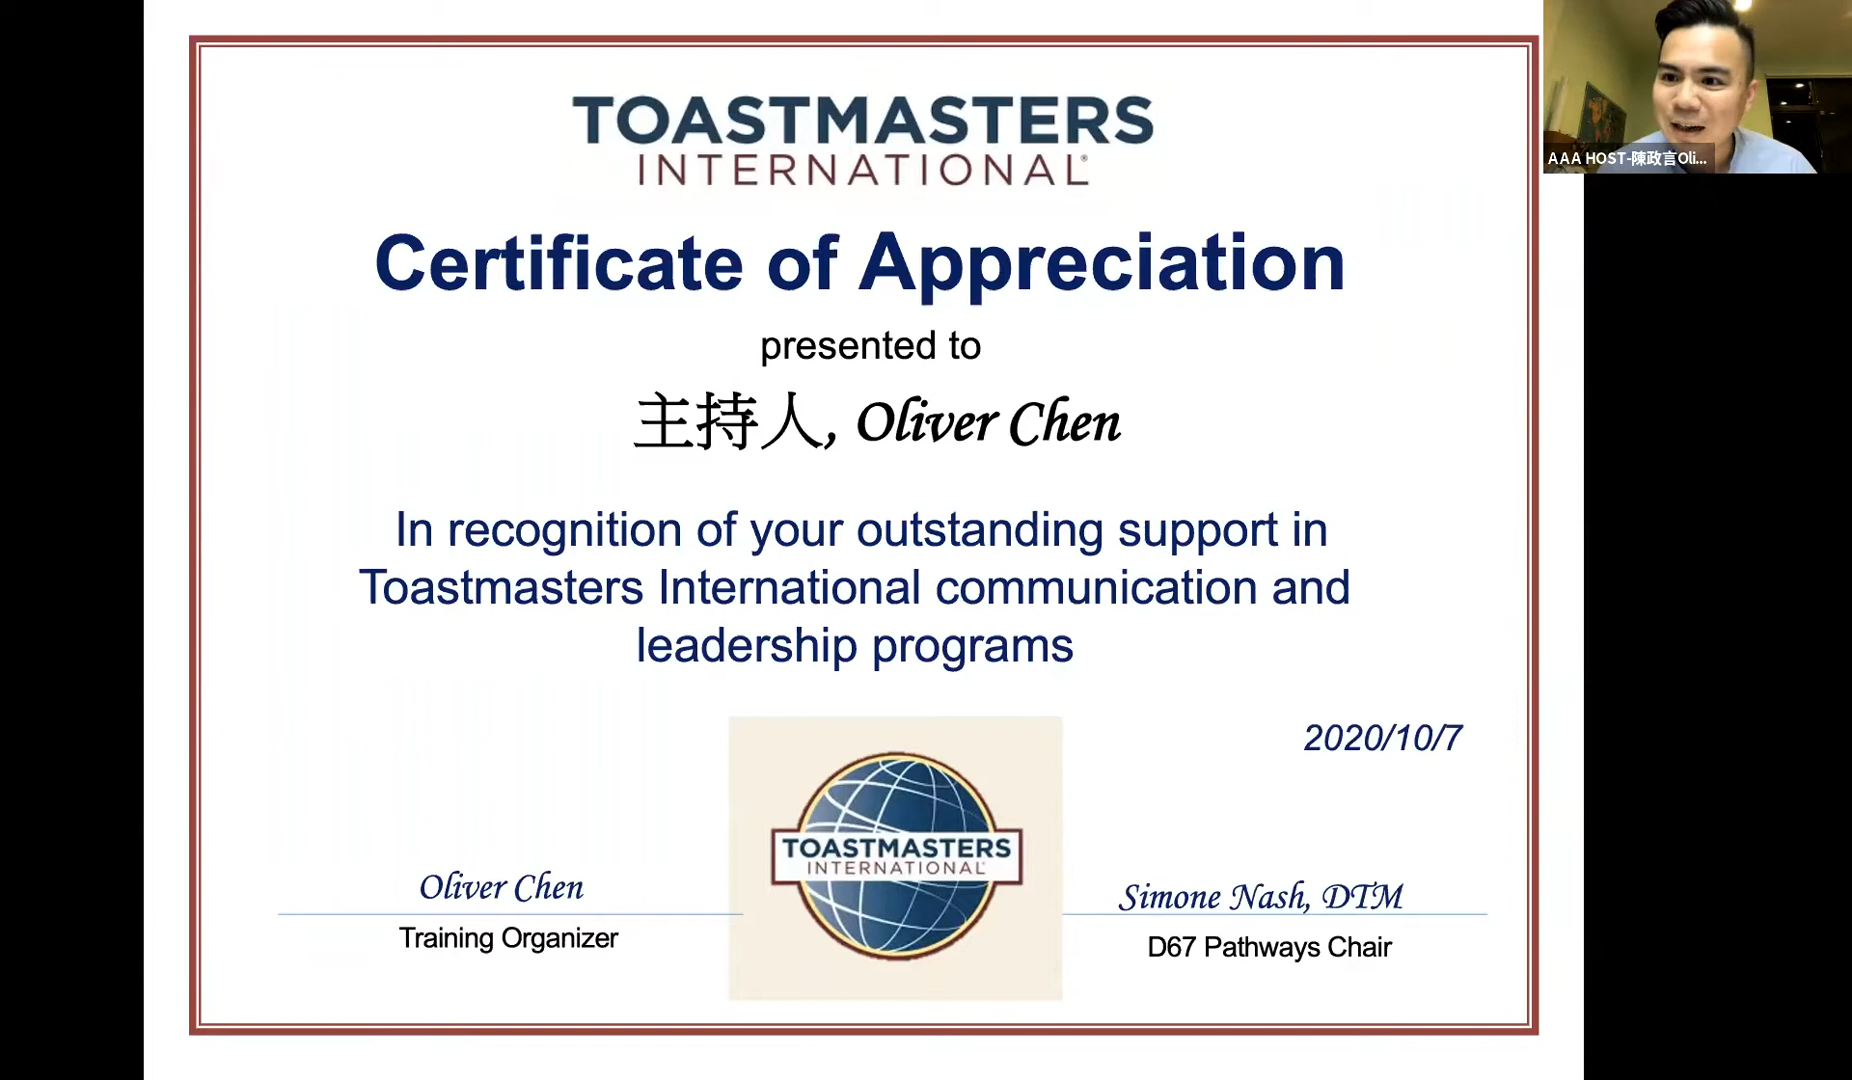 TOASTMASTERS
INTERNATIONAL®
Certificate of Appreciation
presented to
主持人, Oliver Chen
In recognition of your outstanding support in
Toastmasters International communication and
leadership programs
2020/10/7
TOASTMASTERS
INTERNATIONAL
Oliver Chen
Training Organizer
Simone Nash, DTM
D67 Pathways Chair
AAA HOST-陳政言Oli...